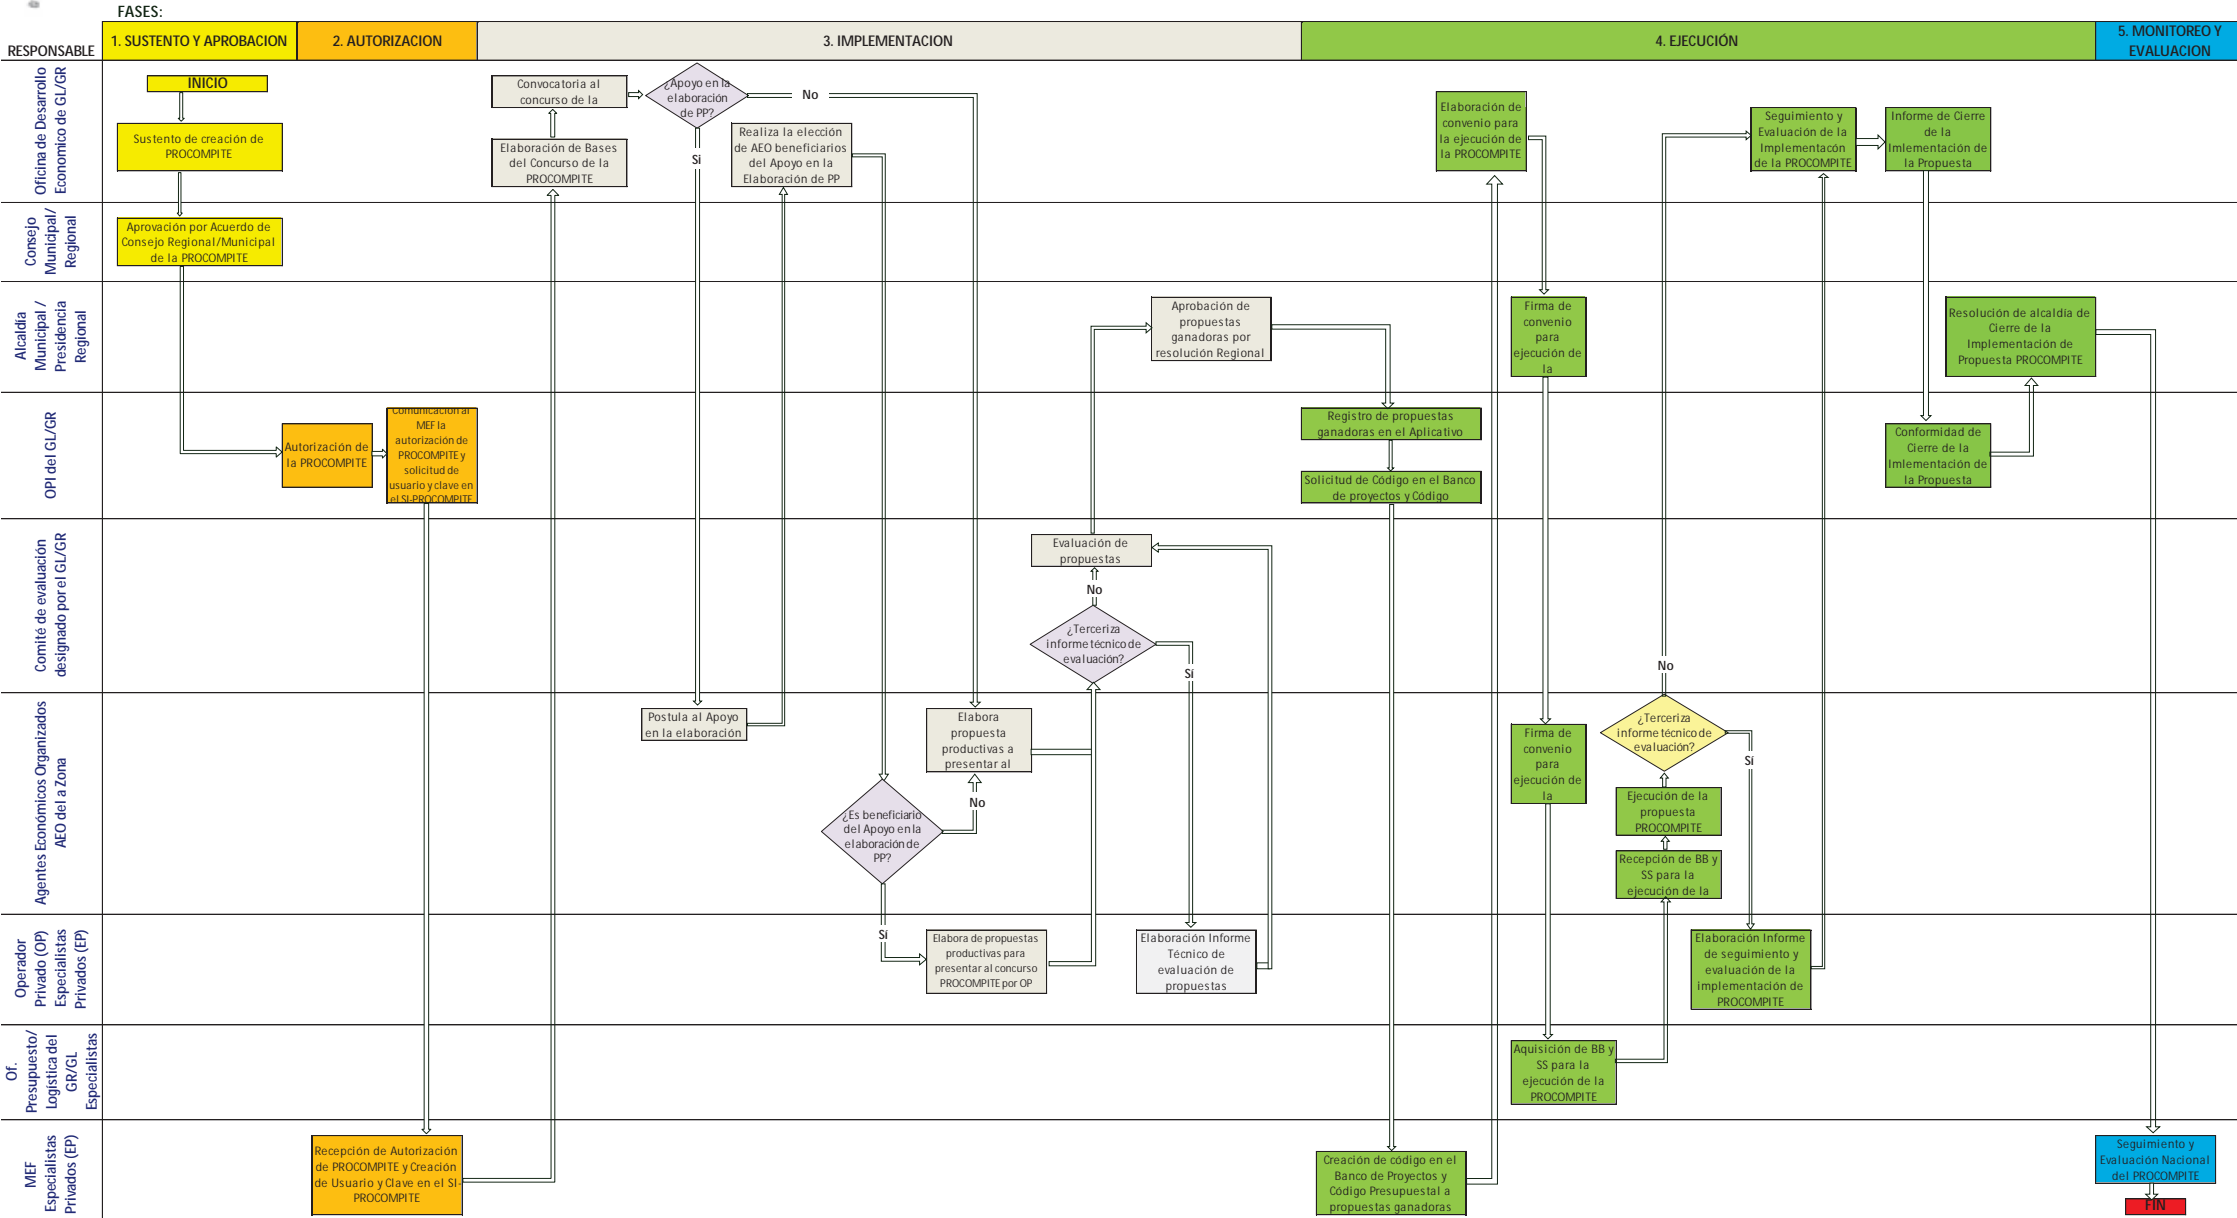 FASES:
RESPONSABLE
1. SUSTENTO Y APROBACION
2. AUTORIZACION
3. IMPLEMENTACION
4. EJECUCIÓN
5. MONITOREO Y
EVALUACION
Oficina de Desarrollo
Economico de GL/GR
INICIO
Sustento de creación de
PROCOMPITE
Convocatoria al
concurso de la
Elaboración de Bases
del Concurso de la
PROCOMPITE
¿Apoyo en la
elaboración
de PP?
No
Si
Realiza la elección
de AEO beneficiarios
del Apoyo en la
Elaboración de PP
Elaboración de
convenio para
la ejecución de
la PROCOMPITE
Seguimiento y
Evaluación de la
Implementacón
de la PROCOMPITE
Informe de Cierre
de la
Imlementación de
la Propuesta
Consejo
Municipal/
Regional
Aprovación por Acuerdo de
Consejo Regional/Municipal
de la PROCOMPITE
Alcaldía
Municipal /
Presidencia
Regional
Aprobación de
propuestas
ganadoras por
resolución Regional
Firma de
convenio
para
ejecución de
la
Resolución de alcaldía de
Cierre de la
Implementación de
Propuesta PROCOMPITE
OPI del GL/GR
Autorización de
la PROCOMPITE
Comunicación al
MEF la
autorización de
PROCOMPITE y
solicitud de
usuario y clave en
el SI-PROCOMPITE
Registro de propuestas
ganadoras en el Aplicativo
Solicitud de Código en el Banco
de proyectos y Código
Conformidad de
Cierre de la
Imlementación de
la Propuesta
Comité de evaluación
designado por el GL/GR
Evaluación de
propuestas
No
¿Terceriza
informe técnico de
evaluación?
Sí
No
Agentes Económicos Organizados
AEO del a Zona
Postula al Apoyo
en la elaboración
Elabora
propuesta
productivas a
presentar al
No
¿Es beneficiario
del Apoyo en la
elaboración de
PP?
Firma de
convenio
para
ejecución de
la
¿Terceriza
informe técnico de
evaluación?
Sí
Ejecución de la
propuesta
PROCOMPITE
Recepción de BB y
SS para la
ejecución de la
Operador
Privado (OP)
Especialistas
Privados (EP)
Sí
Elabora de propuestas
productivas para
presentar al concurso
PROCOMPITE por OP
Elaboración Informe
Técnico de
evaluación de
propuestas
Elaboración Informe
de seguimiento y
evaluación de la
implementación de
PROCOMPITE
Of.
Presupuesto/
Logística del
GR/GL
Especialistas
Aquisición de BB y
SS para la
ejecución de la
PROCOMPITE
MEF
Especialistas
Privados (EP)
Recepción de Autorización
de PROCOMPITE y Creación
de Usuario y Clave en el SI-
PROCOMPITE
Creación de código en el
Banco de Proyectos y
Código Presupuestal a
propuestas ganadoras
Seguimiento y
Evaluación Nacional
del PROCOMPITE
FIN